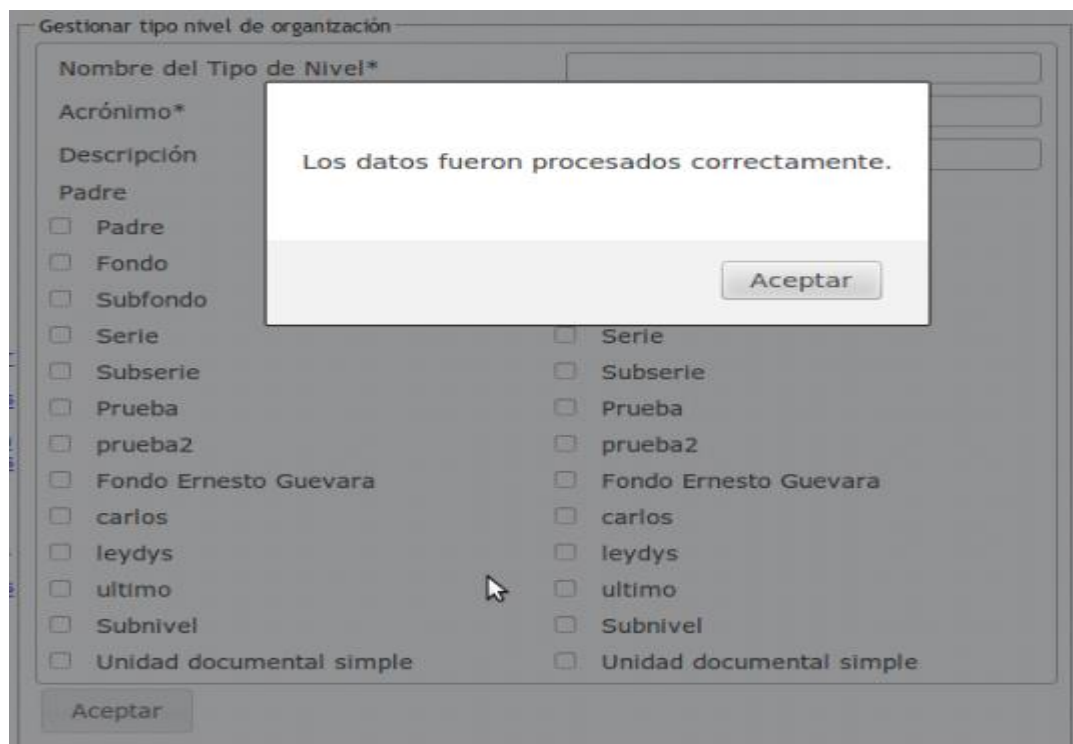 Gestionar tipo nivel de organización
Nombre del Tipo de Nivel*
Acrónimo*
Descripción
Los datos fueron procesados correctamente.
Aceptar
Padre
Padre
Fondo
Subfondo
Serie Serie
Subserie Subserie
Prueba Prueba
prueba2 prueba2
Fondo Ernesto Guevara Fondo Ernesto Guevara
carlos carlos
leydys leydys
ultimo ultimo
Subnivel Subnivel
Unidad documental simple Unidad documental simple
Aceptar